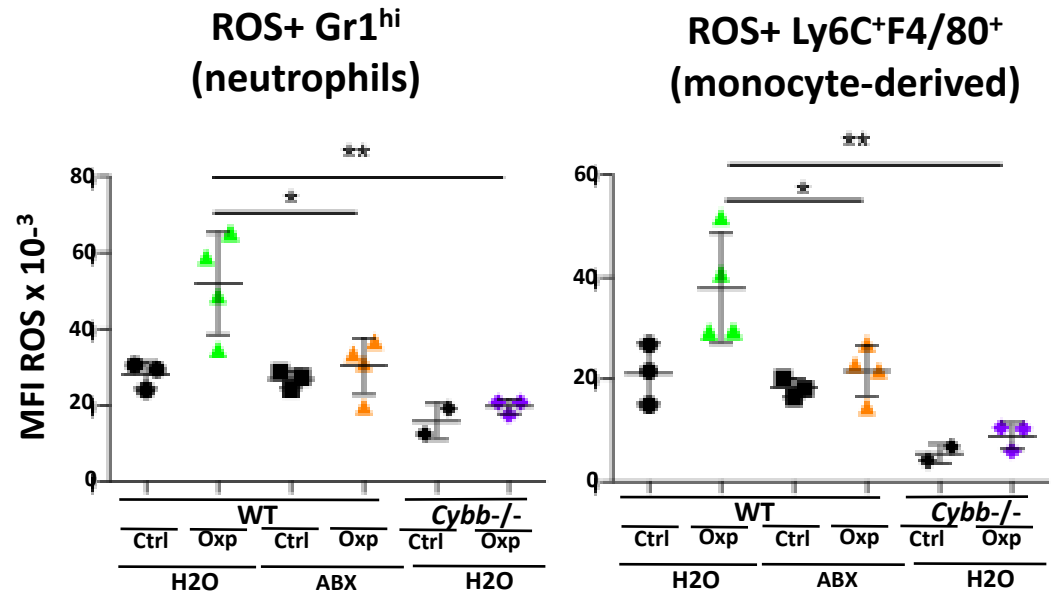 ROS+ Gr1hi
(neutrophils)
ROS+ Ly6C+F4/80+
(monocyte-derived)
MFI ROS x 10-3
**
*
80
60
40
20
0
**
*
60
40
20
0
WT Cybb-/-
Ctrl Oxp Ctrl Oxp Ctrl Oxp
H2O ABX H2O
WT Cybb-/-
Ctrl Oxp Ctrl Oxp Ctrl Oxp
H2O ABX H2O